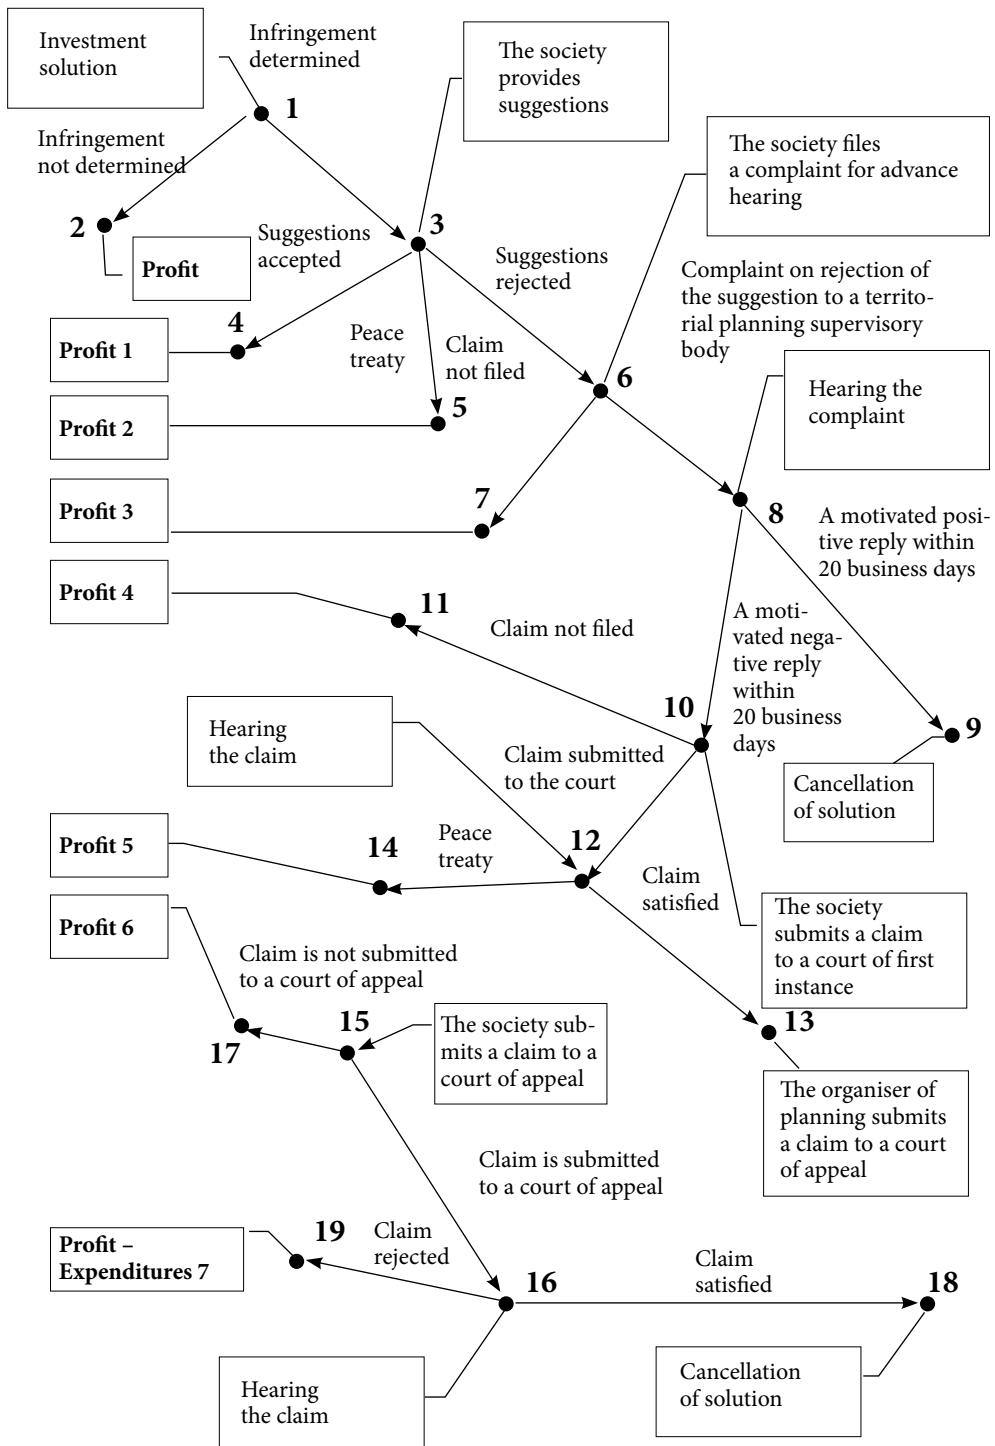 Investment
solution
Infringement
determined
1
The society
provides
suggestions
Infringement
not determined
The society files
a complaint for advance
hearing
2
Profit
Suggestions
accepted
3
Suggestions
rejected
Complaint on rejection of
the suggestion to a territo-
rial planning supervisory
body
4
Profit 1
Peace
treaty
Claim
not filed
6
Hearing the
complaint
5
Profit 2
7
Profit 3
8
A motivated posi-
tive reply within
20 business days
Profit 4
11
Claim not filed
A moti-
vated nega-
tive reply
within
20 business
days
10
9
Hearing
the claim
Claim submitted
to the court
Cancellation
of solution
Profit 5
14
Peace
treaty
12
Claim
satisfied
Profit 6
The society
submits a claim
to a court of first
instance
Claim is not submitted
to a court of appeal
17
15
The society sub-
mits a claim to a
court of appeal
13
The organiser of
planning submits
a claim to a court
of appeal
Claim is submitted
to a court of appeal
Profit –
Expenditures 7
19
Claim
rejected
16
Claim
satisfied
18
Hearing
the claim
Cancellation
of solution